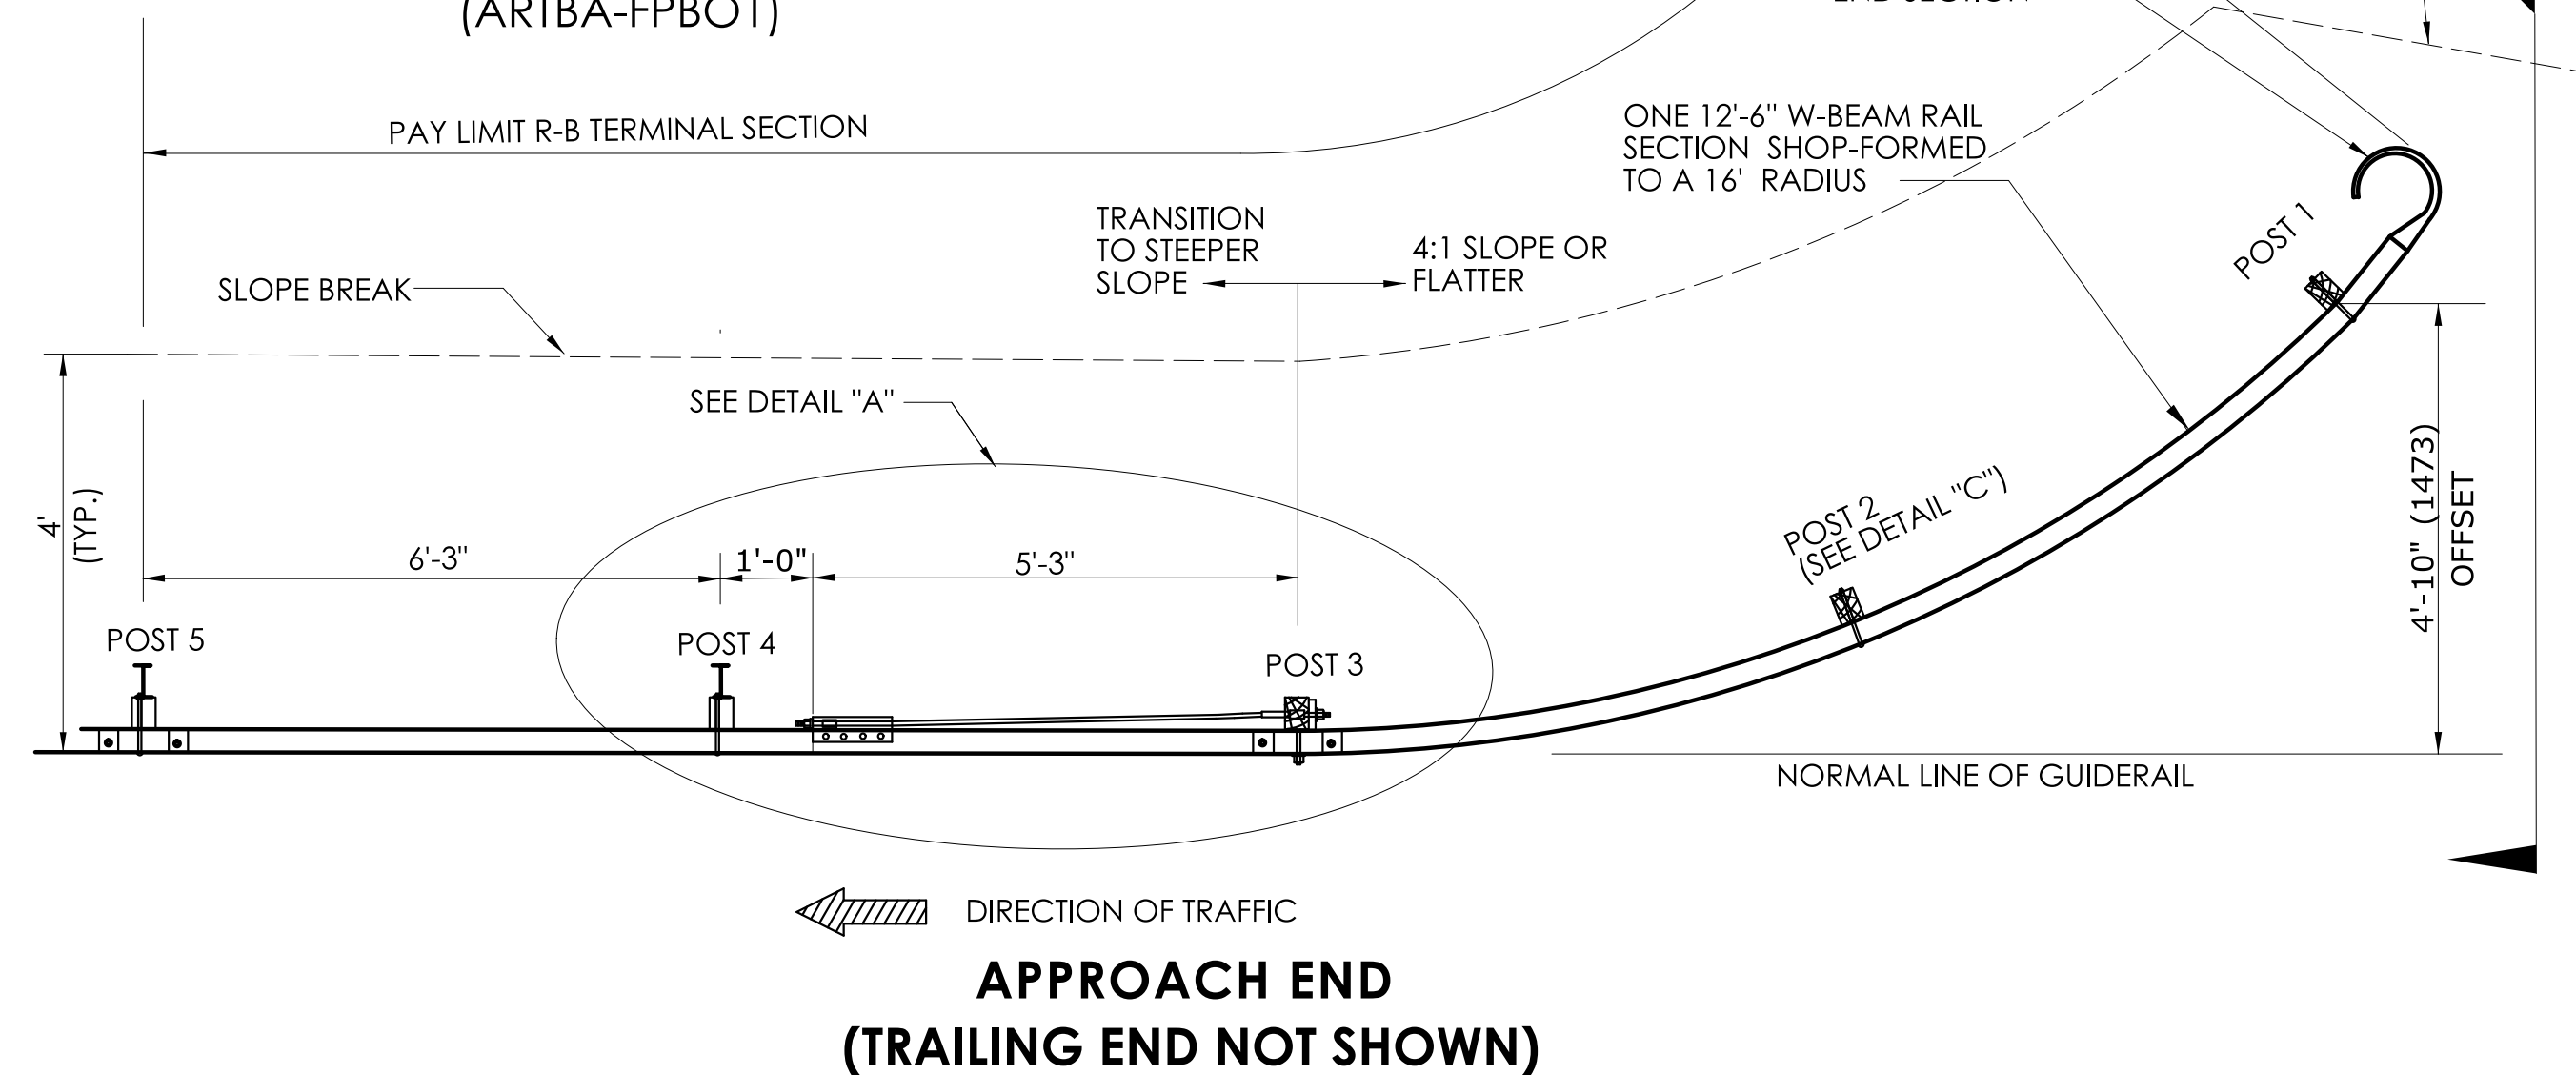 (ARTBA-FPBOT)
END SECTION
PAY LIMIT R-B TERMINAL SECTION
ONE 12'-6" W-BEAM RAIL
SECTION SHOP-FORMED
TO A 16' RADIUS
TRANSITION
TO STEEPER
SLOPE
4:1 SLOPE OR
FLATTER
POST 1
SLOPE BREAK
SEE DETAIL "A"
4'
(TYP.)
6'-3"
1'-0"
5'-3"
POST 2
(SEE DETAIL "C")
4'-10" (1473)
OFFSET
POST 5
POST 4
POST 3
NORMAL LINE OF GUIDERAIL
DIRECTION OF TRAFFIC
APPROACH END
(TRAILING END NOT SHOWN)